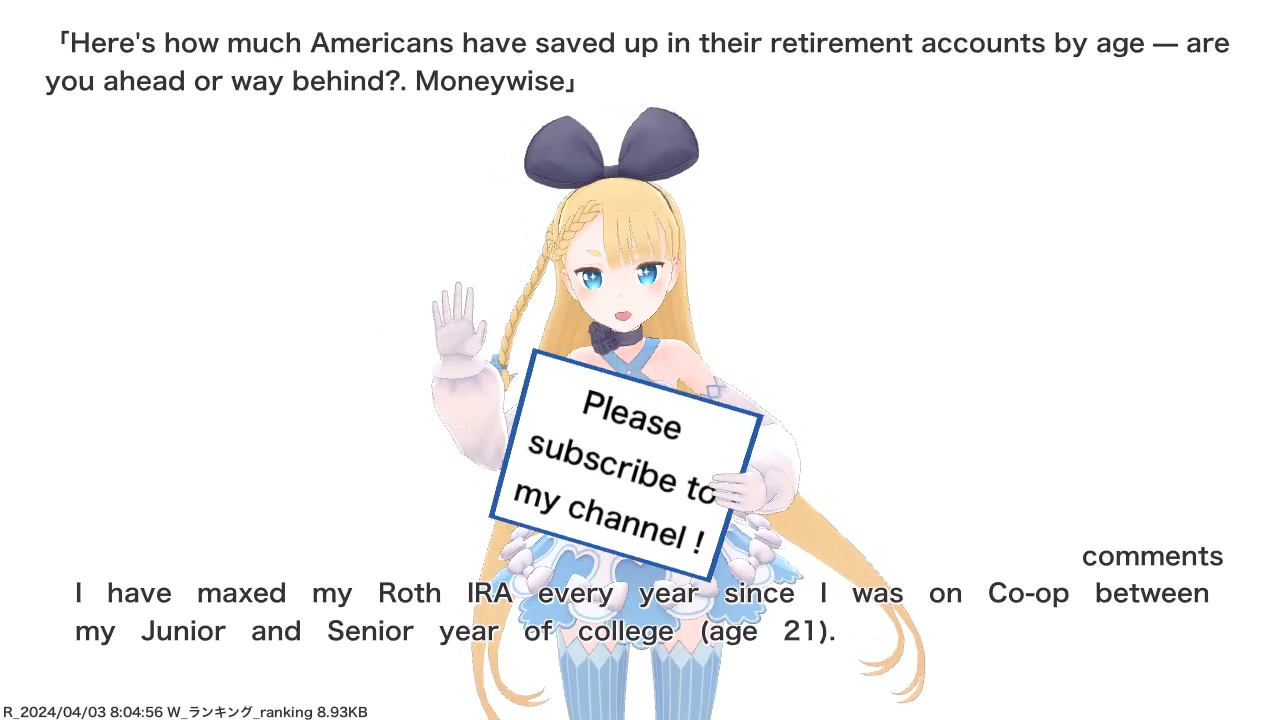 「Here's how much Americans have saved up in their retirement accounts by age — are
you ahead or way behind?. Moneywise」
Please
subscribe to
my channel !
comments
I have maxed my Roth IRA every year since I was on Co-op between
my Junior and Senior year of college (age 21).
R_2024/04/03 8:04:56 W_ランキング_ranking 8.93KB